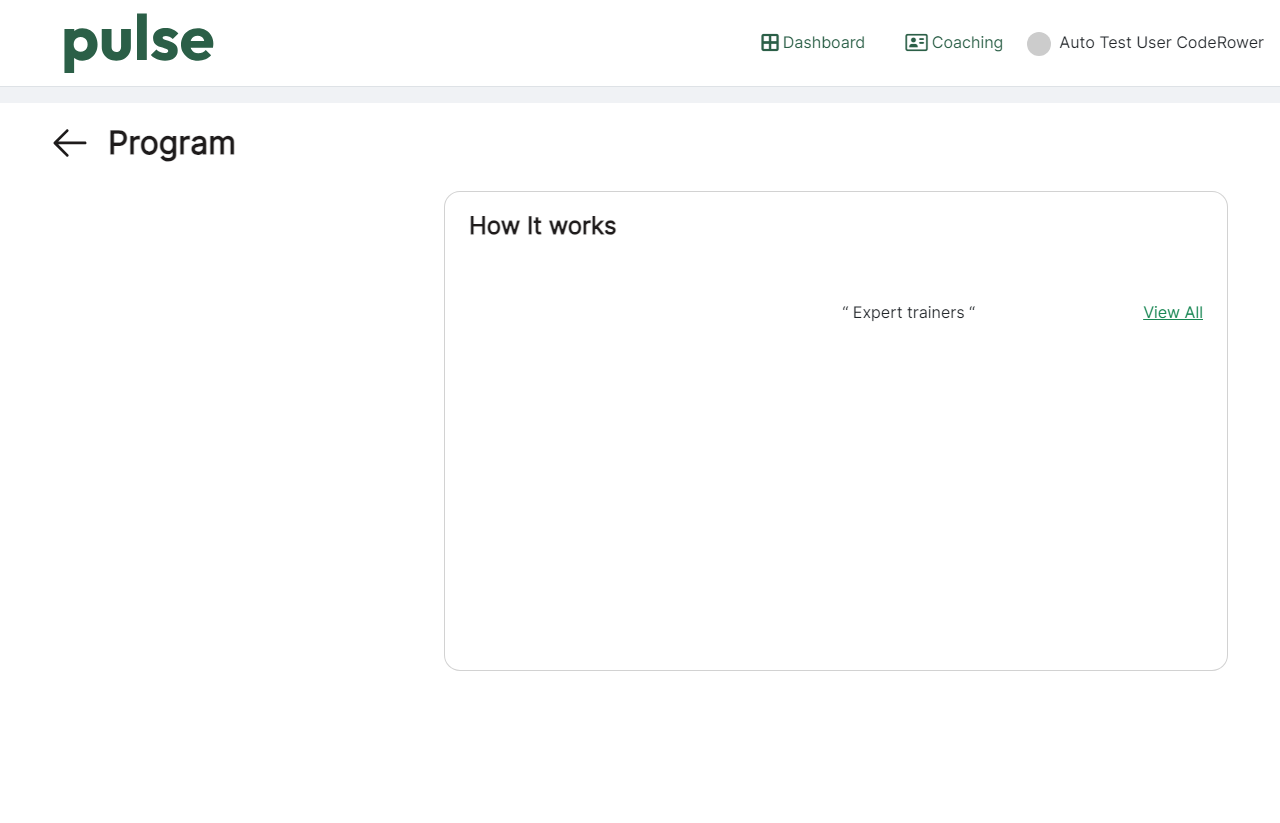 pulse
Dashboard
Coaching
Auto Test User CodeRower
Program
How It works
“ Expert trainers “
View All